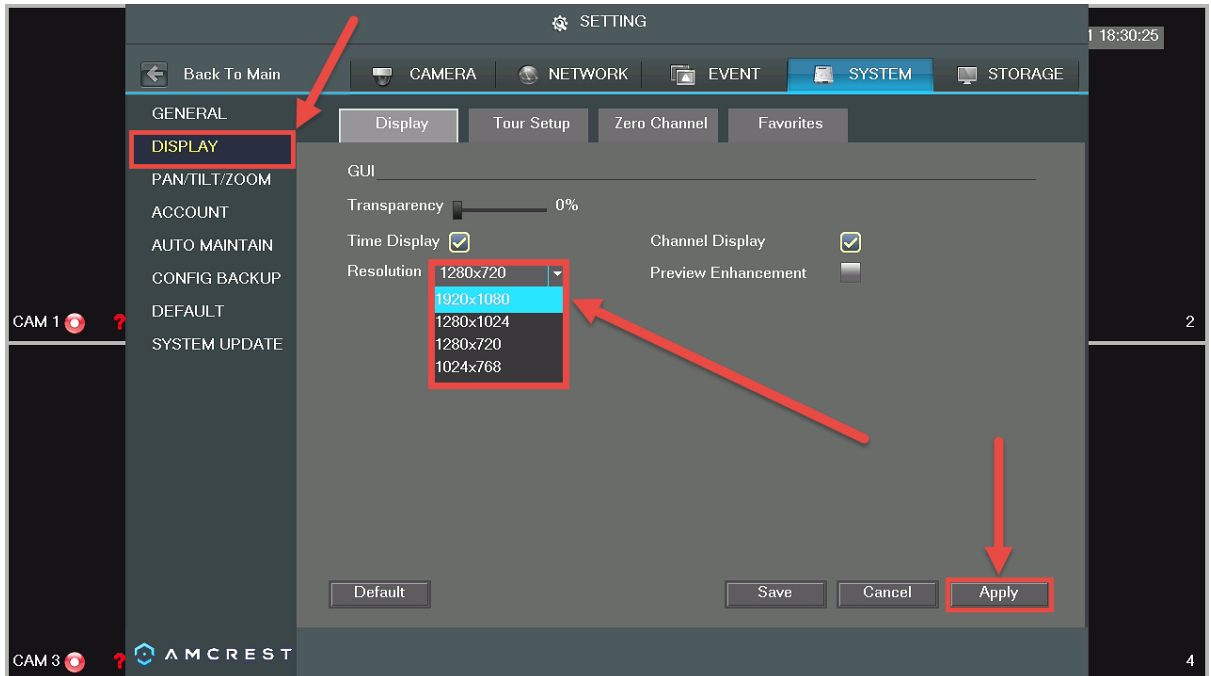 SETTING
1 18:30:25
Back To Main CAMERA NETWORK EVENT SYSTEM STORAGE
GENERAL
DISPLAY
PAN/TILT/ZOOM
ACCOUNT
AUTO MAINTAIN
CONFIG BACKUP
DEFAULT
SYSTEM UPDATE
Display Tour Setup Zero Channel Favorites
GUI
Transparency 0%
Time Display Channel Display
Resolution 1280x720 Preview Enhancement
1920x1080
1280x1024
1280x720
1024x768
CAM 1 ?
2
Default Save Cancel Apply
AMCREST
CAM 3 ?
4